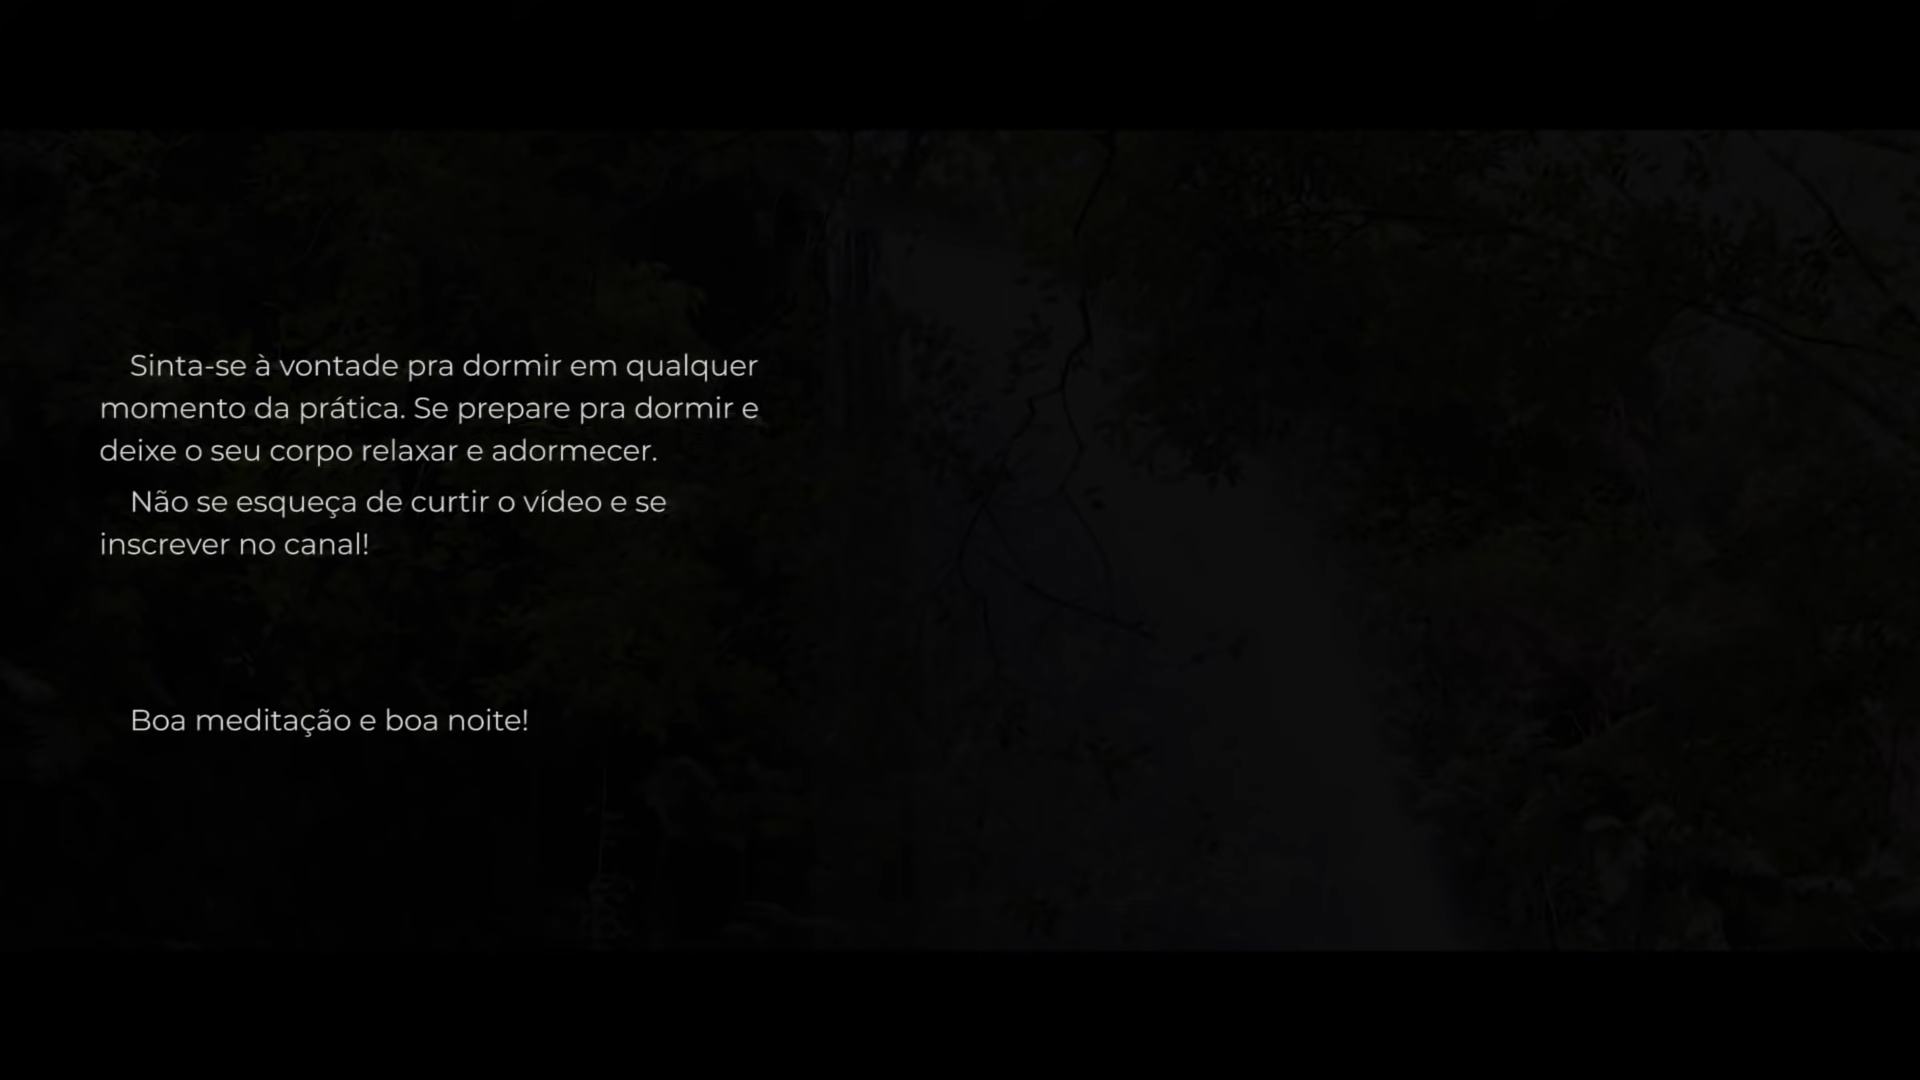 Sinta-se à vontade pra dormir em qualquer
momento da prática. Se prepare pra dormir e
deixe o seu corpo relaxar e adormecer.
Não se esqueça de curtir o vídeo e se
inscrever no canal!
Boa meditação e boa noite!